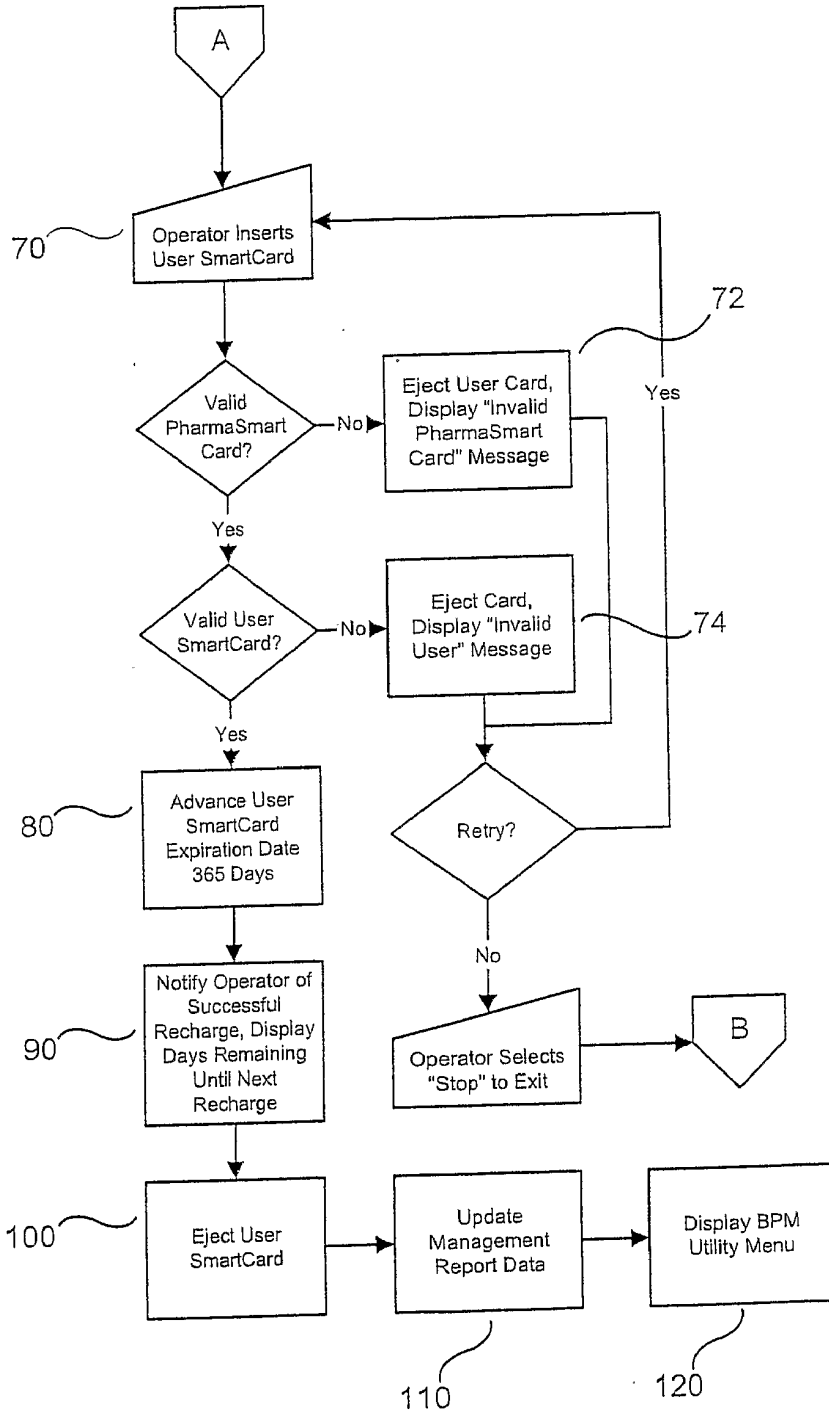 A
70
Operator Inserts
User SmartCard
72
Valid
PharmaSmart
Card?
No
Eject User Card,
Display "Invalid
PharmaSmart
Card" Message
Yes
Yes
Valid User
SmartCard?
No
Eject Card,
Display "Invalid
User" Message
74
Yes
80
Advance User
SmartCard
Expiration Date
365 Days
Retry?
No
90
Notify Operator of
Successful
Recharge, Display
Days Remaining
Until Next
Recharge
Operator Selects
"Stop" to Exit
B
100
Eject User
SmartCard
Update
Management
Report Data
Display BPM
Utility Menu
110
120